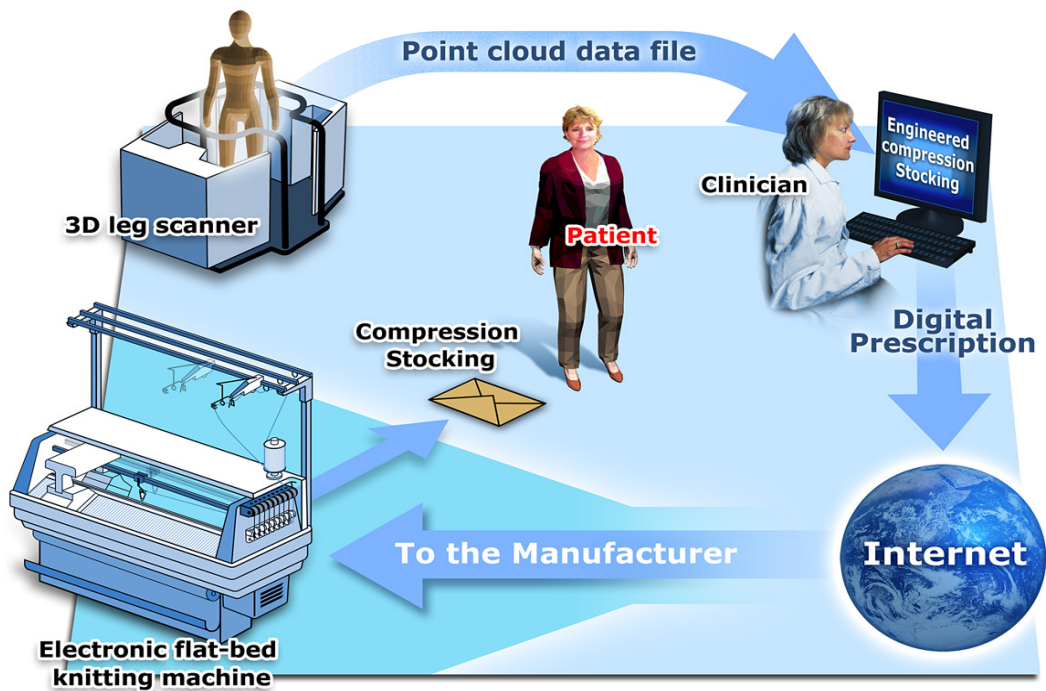 Point cloud data file
Engineered
compression
Stocking
Clinician
3D leg scanner
Patient
Digital
Prescription
Compression
Stocking
To the Manufacturer
Internet
Electronic flat-bed
knitting machine